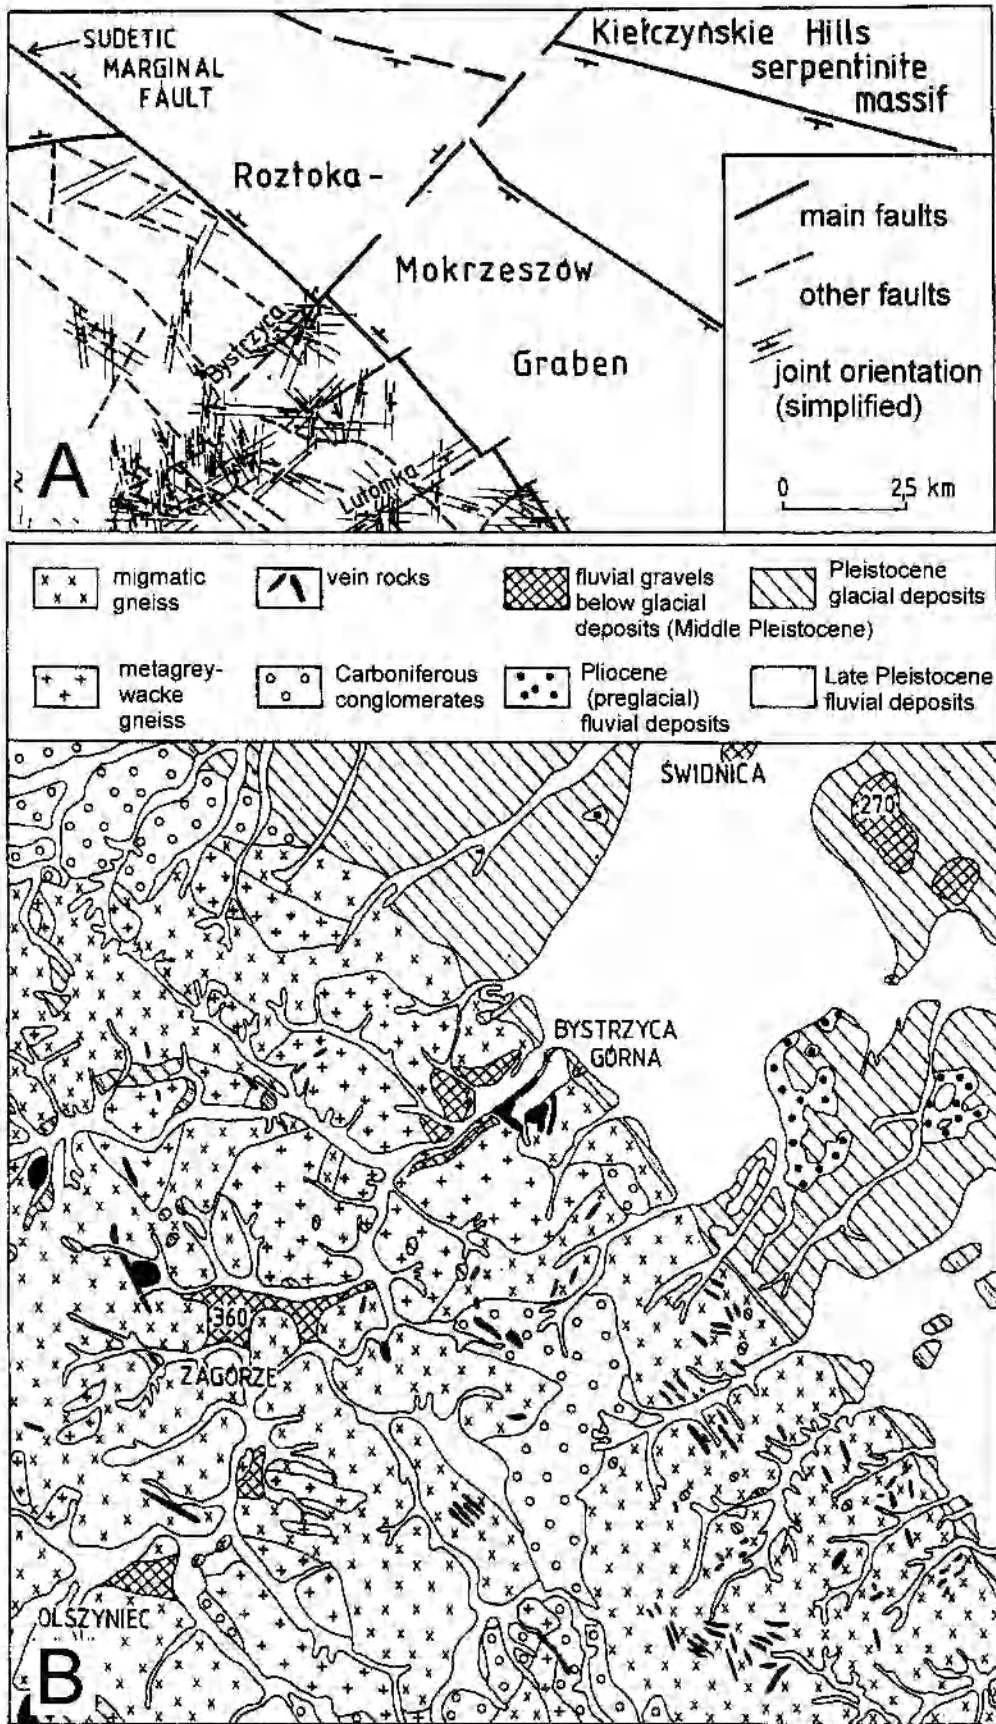 SUDETIC
MARGINAL
FAULT
Kiełczyńskie Hills
serpentinite
massif
Roztoka -
Mokrzeszów
Graben
Bystrzyca
Lutomka
main faults
other faults
joint orientation
(simplified)
0 2,5 km
A
migmatic
gneiss
vein rocks
fluvial gravels
below glacial
deposits (Middle Pleistocene)
Pleistocene
glacial deposits
metagrey-
wacke
gneiss
Carboniferous
conglomerates
Pliocene
(preglacial)
fluvial deposits
Late Pleistocene
fluvial deposits
ŚWIDNICA
270
BYSTRZYCA
GÓRNA
360
ZAGÓRZE
OLSZYNIEC
B